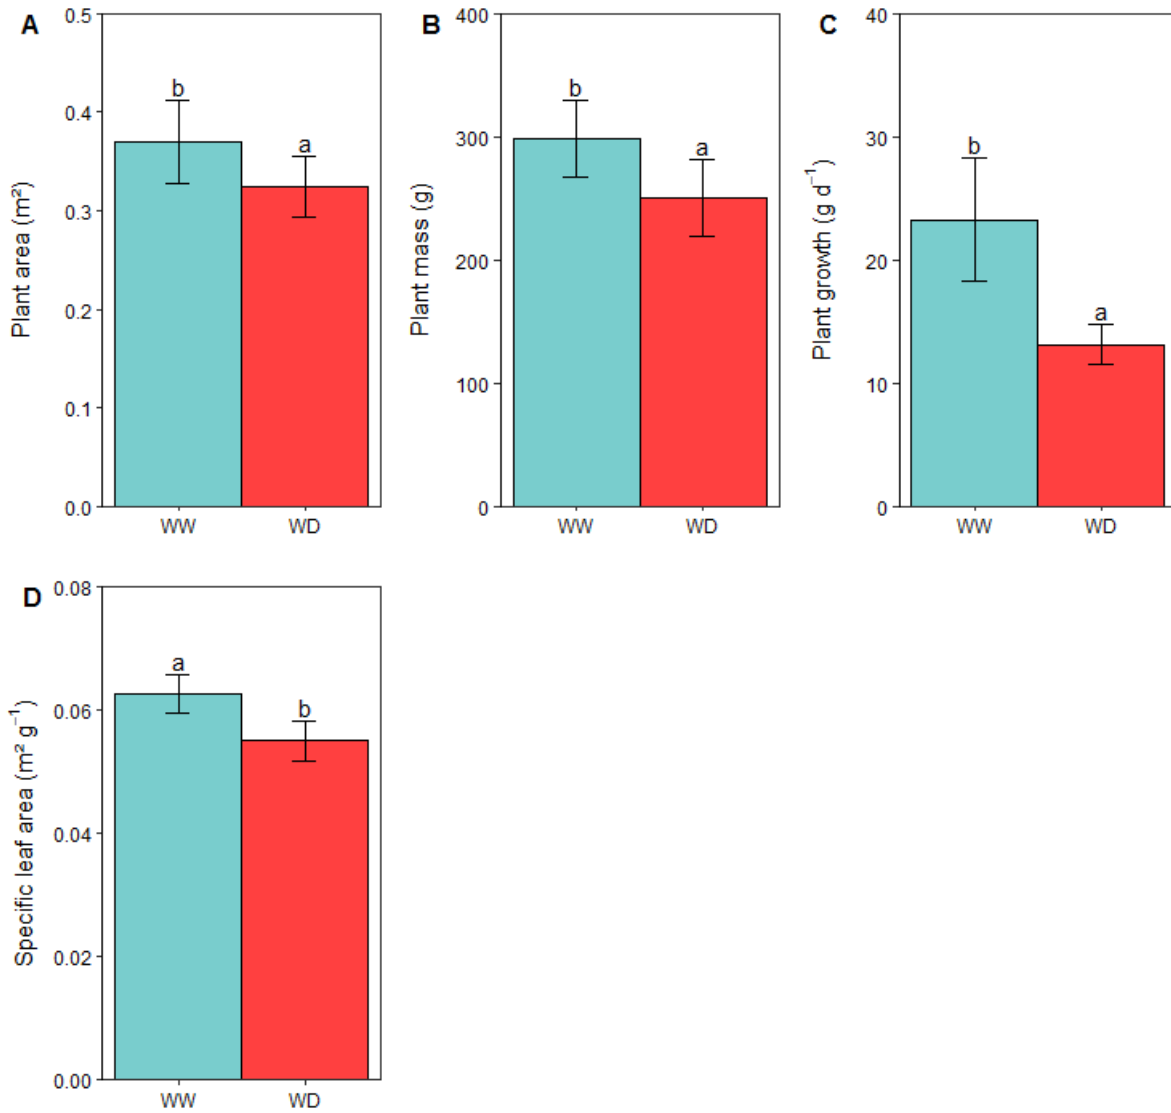 A
Plant area (m²)
0.5
0.4
0.3
0.2
0.1
0.0
b
a
WW
WD
B
Plant mass (g)
400
300
200
100
0
b
a
WW
WD
C
Plant growth (g d⁻¹)
40
30
20
10
0
b
a
WW
WD
D
Specific leaf area (m² g⁻¹)
0.08
0.06
0.04
0.02
0.00
a
b
WW
WD